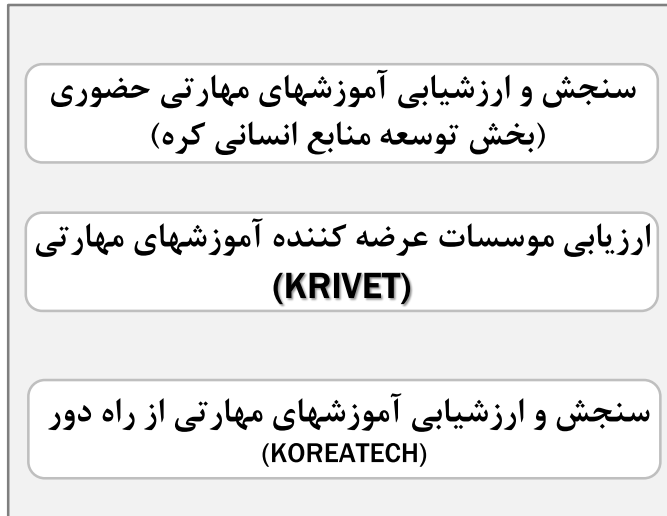 سنجش و ارزشیابی آموزشهای مهارتی حضوری
(بخش توسعه منابع انسانی کره)
ارزیابی موسسات عرضه کننده آموزشهای مهارتی
(KRIVET)
سنجش و ارزشیابی آموزشهای مهارتی از راه دور
(KOREATECH)